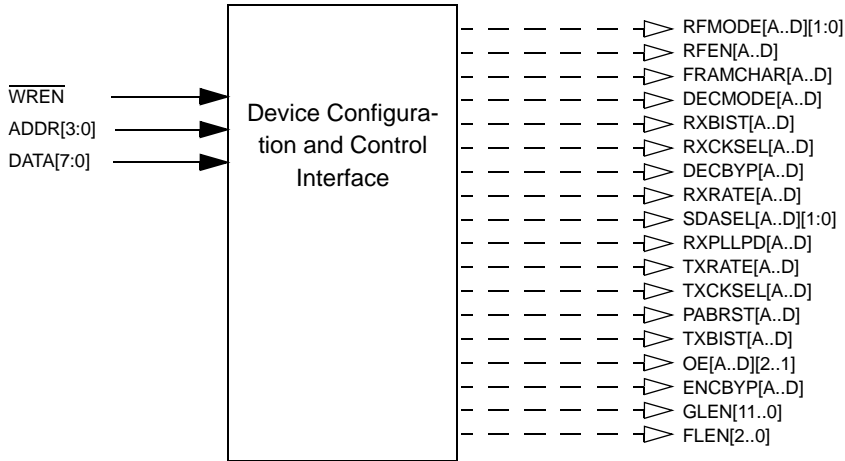 WREN
ADDR[3:0]
DATA[7:0]
Device Configura-
tion and Control
Interface
RFMODE[A..D][1:0]
RFEN[A..D]
FRAMCHAR[A..D]
DECMODE[A..D]
RXBIST[A..D]
RXCKSEL[A..D]
DECBYP[A..D]
RXRATE[A..D]
SDASEL[A..D][1:0]
RXPLLPD[A..D]
TXRATE[A..D]
TXCKSEL[A..D]
PABRST[A..D]
TXBIST[A..D]
OE[A..D][2..1]
ENCBYP[A..D]
GLEN[11..0]
FLEN[2..0]